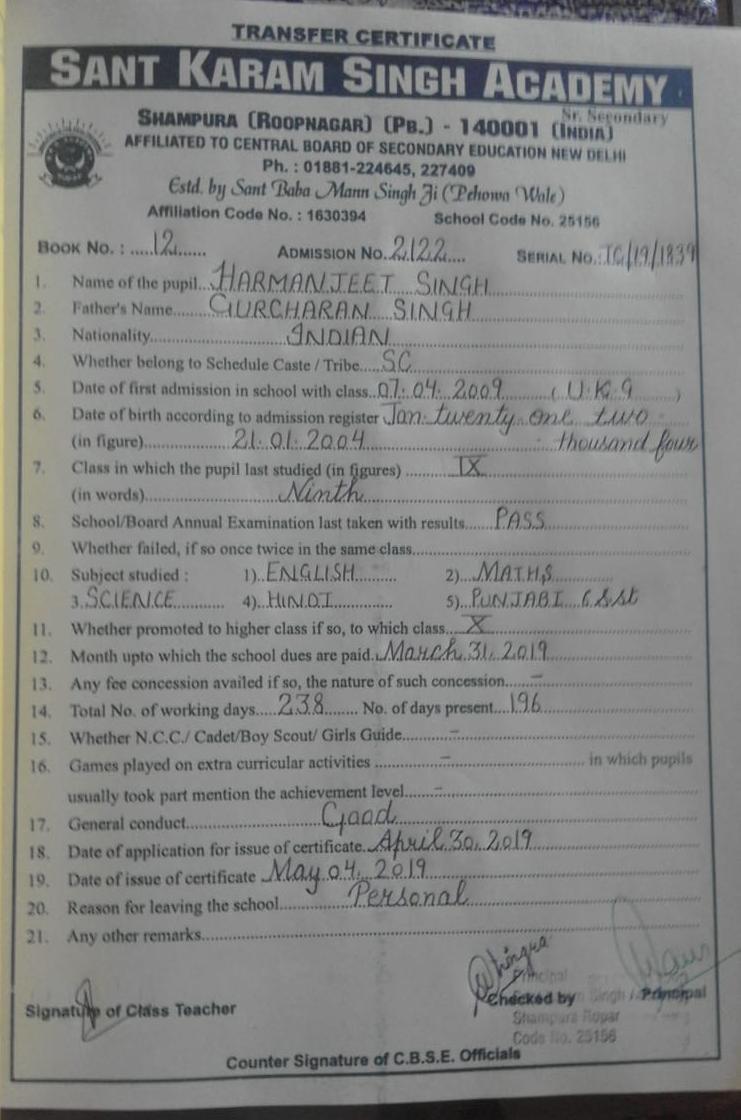 TRANSFER CERTIFICATE
SANT KARAM SINGH ACADEMY
Sr. Secondary
SHAMPURA (ROOPNAGAR) (PB.) - 140001 (INDIA)
AFFILIATED TO CENTRAL BOARD OF SECONDARY EDUCATION NEW DELHI
Ph. : 01881-224645, 227409
Estd. by Sant Baba Mann Singh Ji (Pehowa Wale)
Affiliation Code No. : 1630394 School Code No. 25156
BOOK NO. : .....12...... ADMISSION NO. 2122.... SERIAL NO.: TC/19/1839
1. Name of the pupil HARMANJEET SINGH
2. Father's Name GURCHARAN SINGH
3. Nationality INDIAN
4. Whether belong to Schedule Caste / Tribe SC
5. Date of first admission in school with class 07.04.2009 (U.K.G)
6. Date of birth according to admission register Jan. twenty one two
(in figure) 21.01.2004 thousand four
7. Class in which the pupil last studied (in figures) IX
(in words) Ninth
8. School/Board Annual Examination last taken with results PASS
9. Whether failed, if so once twice in the same class
10. Subject studied : 1) ENGLISH 2) MATHS
3. SCIENCE 4) HINDI 5) PUNJABI 6 SSt
11. Whether promoted to higher class if so, to which class X
12. Month upto which the school dues are paid March 31, 2019
13. Any fee concession availed if so, the nature of such concession –
14. Total No. of working days 238 No. of days present 196
15. Whether N.C.C./ Cadet/Boy Scout/ Girls Guide –
16. Games played on extra curricular activities – in which pupils
usually took part mention the achievement level –
17. General conduct Good
18. Date of application for issue of certificate April 30, 2019
19. Date of issue of certificate May 04, 2019
20. Reason for leaving the school Personal
21. Any other remarks
Principal
Signature of Class Teacher Checked by Singh Principal
Shampura Ropar
Code No. 25156
Counter Signature of C.B.S.E. Officials